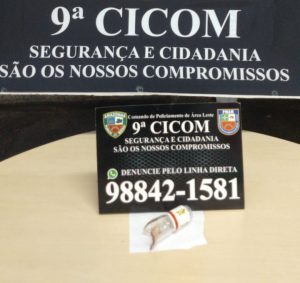 9ª CICOM
SEGURANÇA E CIDADANIA
SÃO OS NOSSOS COMPROMISSOS
Comando de Policiamento de Área Leste
9ª CICOM
SEGURANÇA E CIDADANIA
SÃO OS NOSSOS COMPROMISSOS
DENUNCIE PELO LINHA DIRETA
98842-1581